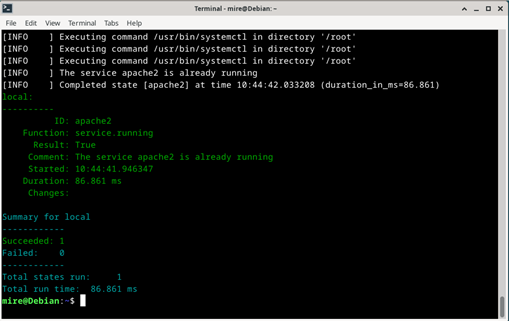 Terminal - mire@Debian: ~
File Edit View Terminal Tabs Help
[INFO    ] Executing command /usr/bin/systemctl in directory '/root'
[INFO    ] Executing command /usr/bin/systemctl in directory '/root'
[INFO    ] Executing command /usr/bin/systemctl in directory '/root'
[INFO    ] The service apache2 is already running
[INFO    ] Completed state [apache2] at time 10:44:42.033208 (duration_in_ms=86.861)
local:
----------
          ID: apache2
    Function: service.running
      Result: True
     Comment: The service apache2 is already running
     Started: 10:44:41.946347
    Duration: 86.861 ms
     Changes:
Summary for local
------------
Succeeded: 1
Failed:    0
------------
Total states run:     1
Total run time:  86.861 ms
mire@Debian:~$